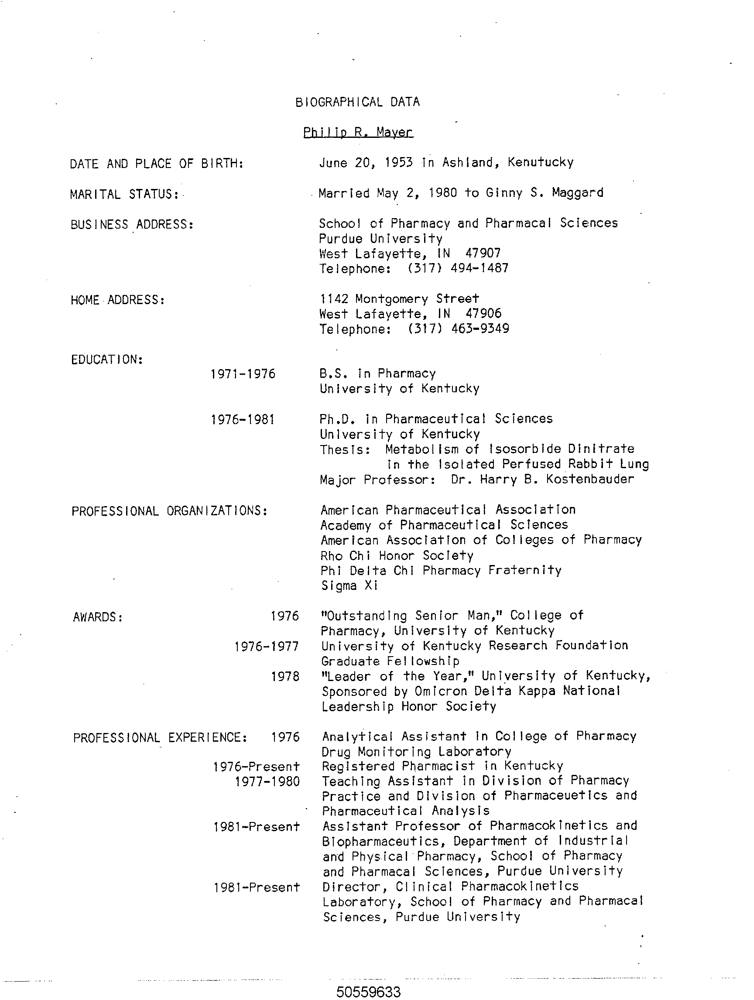 BIOGRAPHICAL DATA
Philip R. Mayer
DATE AND PLACE OF BIRTH: June 20, 1953 in Ashland, Kenutucky
MARITAL STATUS: Married May 2, 1980 to Ginny S. Maggard
BUSINESS ADDRESS: School of Pharmacy and Pharmacal Sciences
Purdue University
West Lafayette, IN 47907
Telephone: (317) 494-1487
HOME ADDRESS: 1142 Montgomery Street
West Lafayette, IN 47906
Telephone: (317) 463-9349
EDUCATION:
1971-1976 B.S. in Pharmacy
University of Kentucky
1976-1981 Ph.D. in Pharmaceutical Sciences
University of Kentucky
Thesis: Metabolism of Isosorbide Dinitrate
in the Isolated Perfused Rabbit Lung
Major Professor: Dr. Harry B. Kostenbauder
PROFESSIONAL ORGANIZATIONS: American Pharmaceutical Association
Academy of Pharmaceutical Sciences
American Association of Colleges of Pharmacy
Rho Chi Honor Society
Phi Delta Chi Pharmacy Fraternity
Sigma Xi
AWARDS: 1976 "Outstanding Senior Man," College of
Pharmacy, University of Kentucky
1976-1977 University of Kentucky Research Foundation
Graduate Fellowship
1978 "Leader of the Year," University of Kentucky,
Sponsored by Omicron Delta Kappa National
Leadership Honor Society
PROFESSIONAL EXPERIENCE: 1976 Analytical Assistant in College of Pharmacy
Drug Monitoring Laboratory
1976-Present Registered Pharmacist in Kentucky
1977-1980 Teaching Assistant in Division of Pharmacy
Practice and Division of Pharmaceuetics and
Pharmaceutical Analysis
1981-Present Assistant Professor of Pharmacokinetics and
Biopharmaceutics, Department of Industrial
and Physical Pharmacy, School of Pharmacy
and Pharmacal Sciences, Purdue University
1981-Present Director, Clinical Pharmacokinetics
Laboratory, School of Pharmacy and Pharmacal
Sciences, Purdue University
50559633